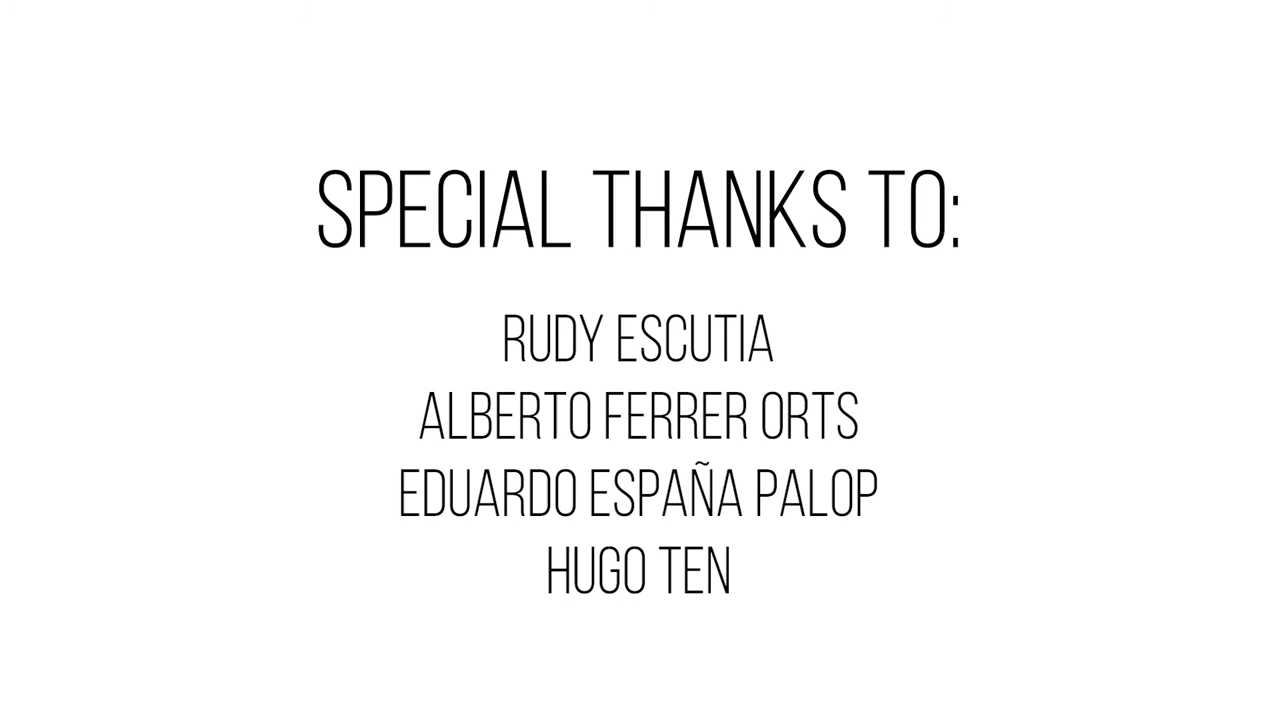 SPECIAL THANKS TO:
RUDY ESCUTIA
ALBERTO FERRER ORTS
EDUARDO ESPAÑA PALOP
HUGO TEN